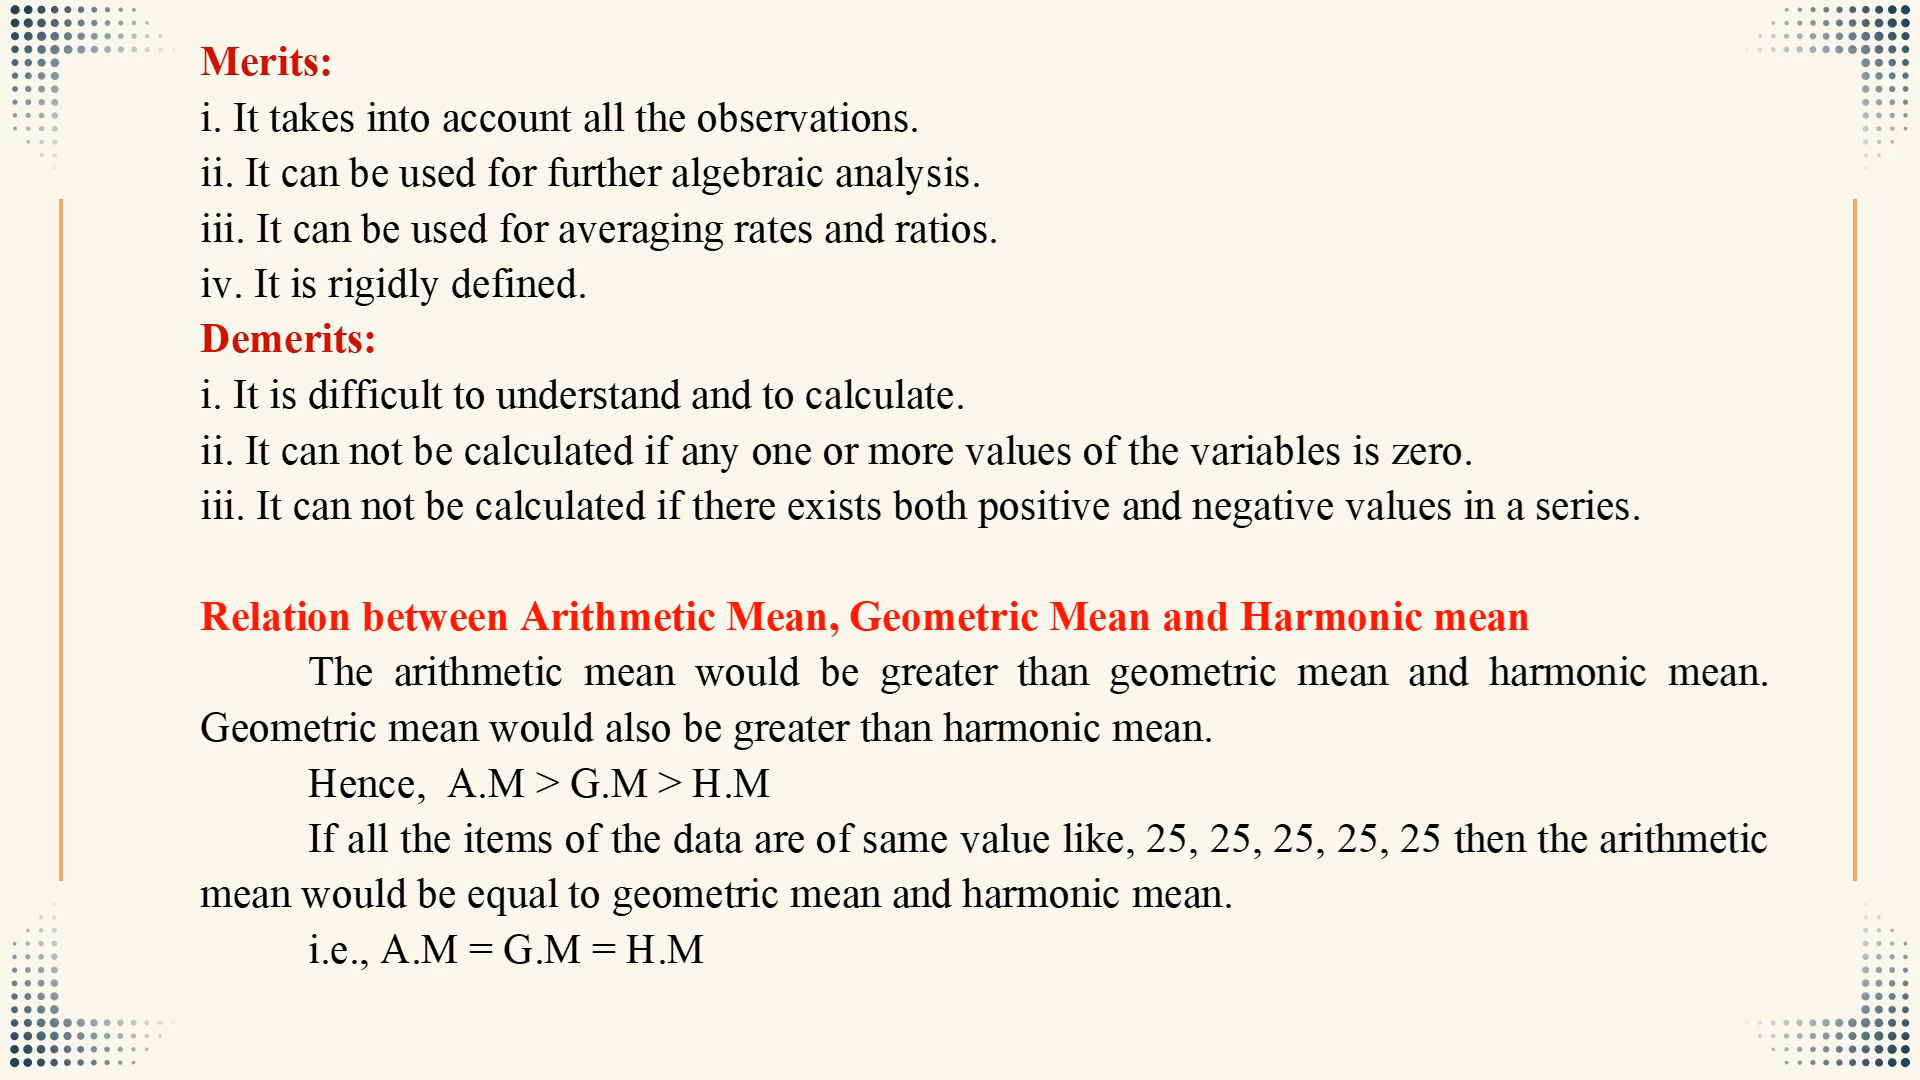 Merits:
i. It takes into account all the observations.
ii. It can be used for further algebraic analysis.
iii. It can be used for averaging rates and ratios.
iv. It is rigidly defined.
Demerits:
i. It is difficult to understand and to calculate.
ii. It can not be calculated if any one or more values of the variables is zero.
iii. It can not be calculated if there exists both positive and negative values in a series.
Relation between Arithmetic Mean, Geometric Mean and Harmonic mean
The arithmetic mean would be greater than geometric mean and harmonic mean.
Geometric mean would also be greater than harmonic mean.
Hence, A.M > G.M > H.M
If all the items of the data are of same value like, 25, 25, 25, 25, 25 then the arithmetic
mean would be equal to geometric mean and harmonic mean.
i.e., A.M = G.M = H.M